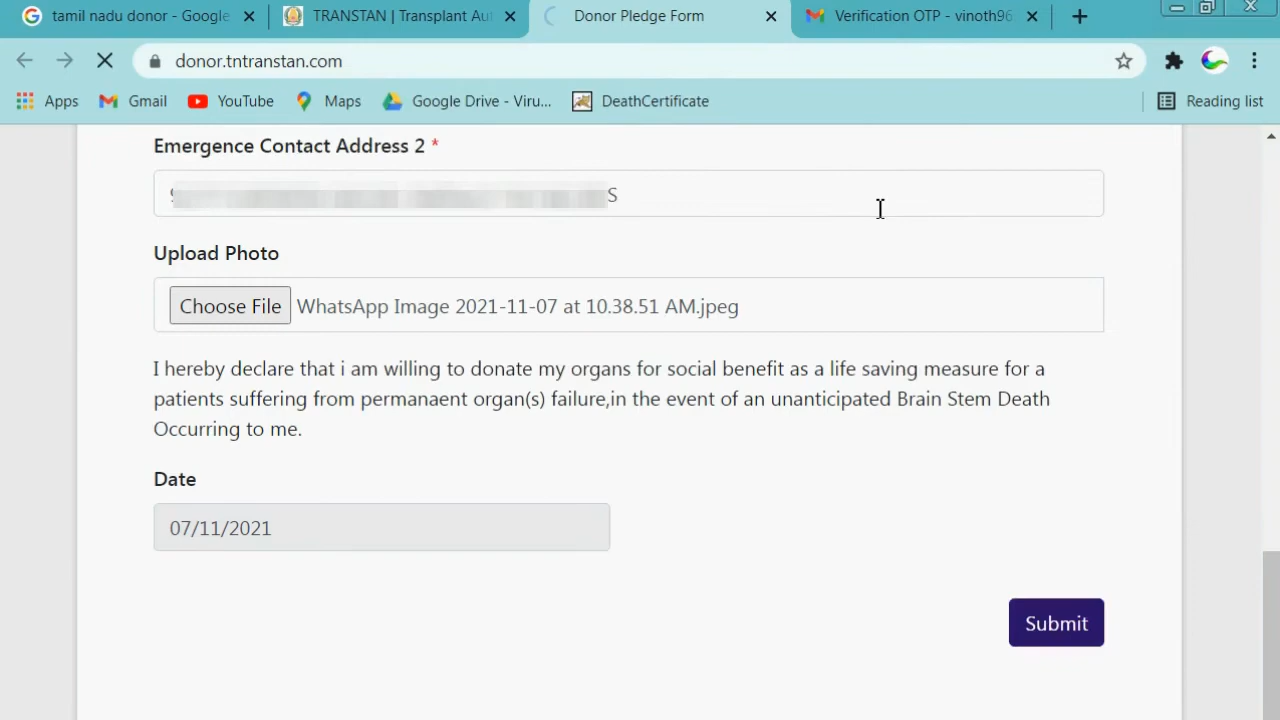 tamil nadu donor - Google
TRANSTAN | Transplant Aut
Donor Pledge Form
Verification OTP - vinoth96
donor.tntranstan.com
Apps
Gmail
YouTube
Maps
Google Drive - Viru...
DeathCertificate
Reading list
Emergence Contact Address 2 *
S
Upload Photo
Choose File WhatsApp Image 2021-11-07 at 10.38.51 AM.jpeg
I hereby declare that i am willing to donate my organs for social benefit as a life saving measure for a
patients suffering from permanaent organ(s) failure,in the event of an unanticipated Brain Stem Death
Occurring to me.
Date
07/11/2021
Submit